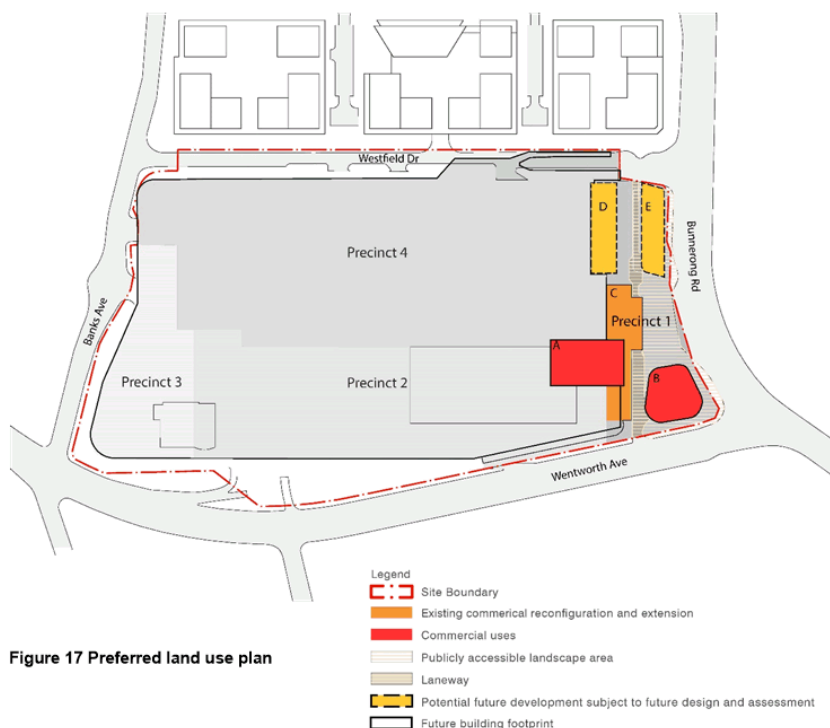 Westfield Dr
D
E
Precinct 4
Bunnerong Rd
C
Precinct 1
Banks Ave
A
Precinct 3
Precinct 2
B
Wentworth Ave
Legend
Site Boundary
Existing commerical reconfiguration and extension
Commercial uses
Publicly accessible landscape area
Laneway
Potential future development subject to future design and assessment
Future building footprint
Figure 17 Preferred land use plan